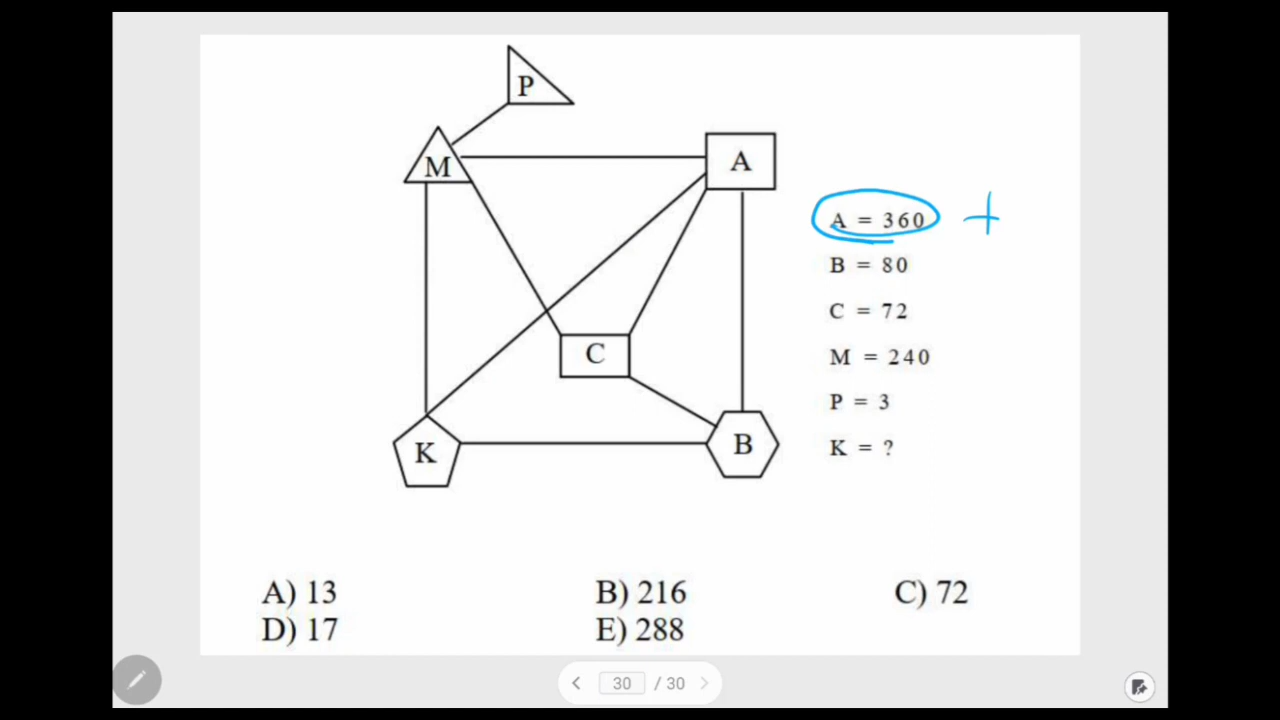 P
M
A
A = 360 +
B = 80
C = 72
C
M = 240
P = 3
K
B
K = ?
A) 13 B) 216 C) 72
D) 17 E) 288
30 / 30